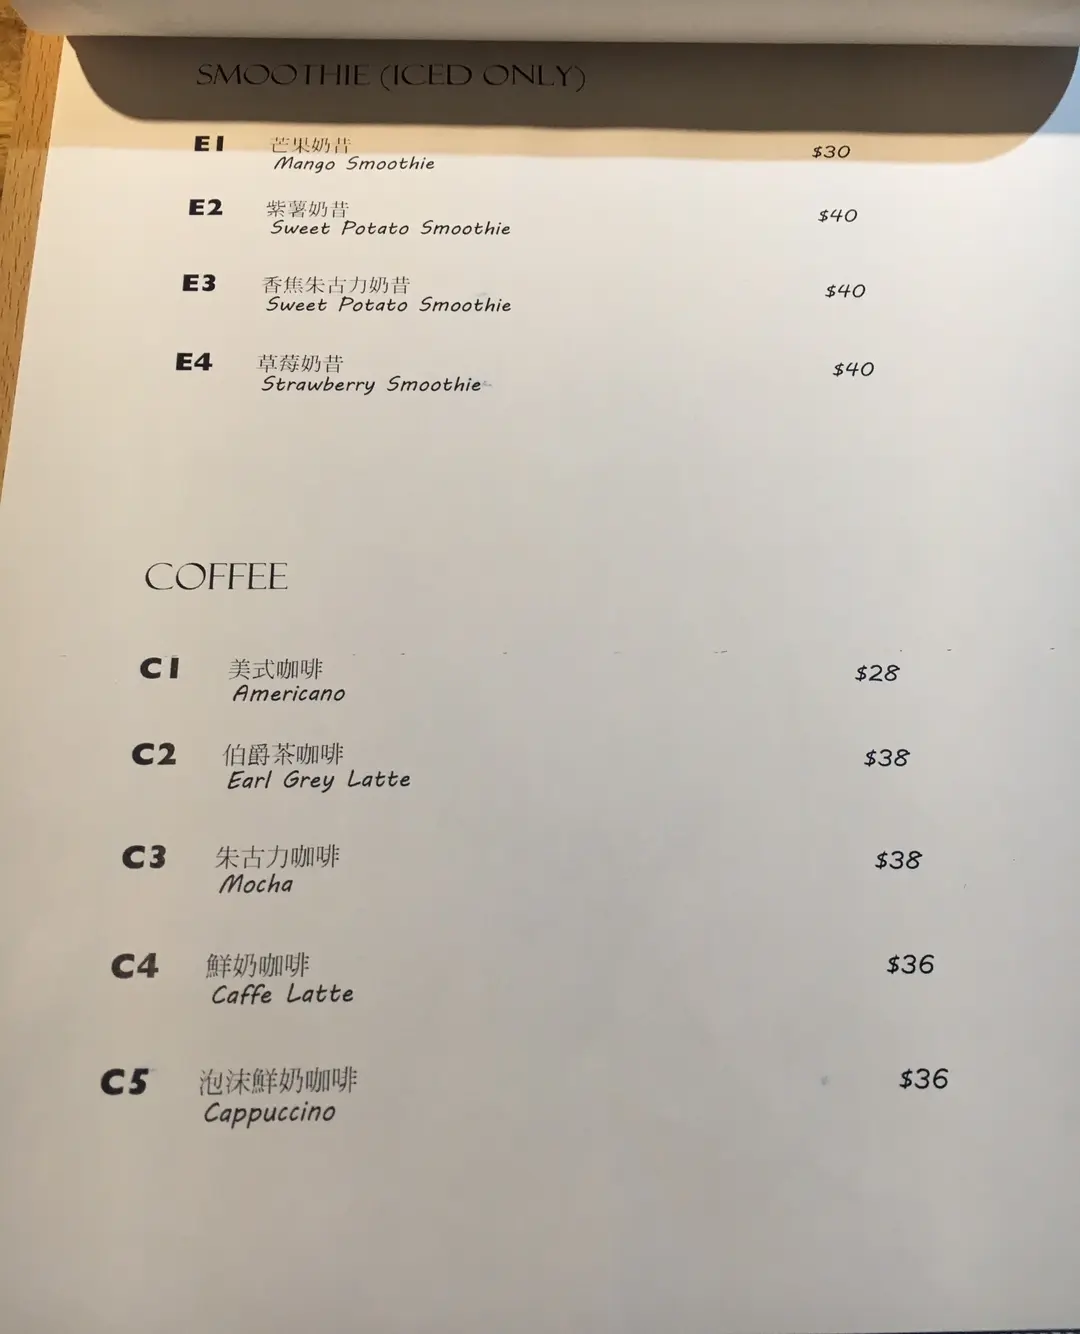 SMOOTHIE (ICED ONLY)
E1 芒果奶昔 $30
Mango Smoothie
E2 紫薯奶昔 $40
Sweet Potato Smoothie
E3 香焦朱古力奶昔 $40
Sweet Potato Smoothie
E4 草莓奶昔 $40
Strawberry Smoothie
COFFEE
C1 美式咖啡 $28
Americano
C2 伯爵茶咖啡 $38
Earl Grey Latte
C3 朱古力咖啡 $38
Mocha
C4 鮮奶咖啡 $36
Caffe Latte
C5 泡沫鮮奶咖啡 $36
Cappuccino